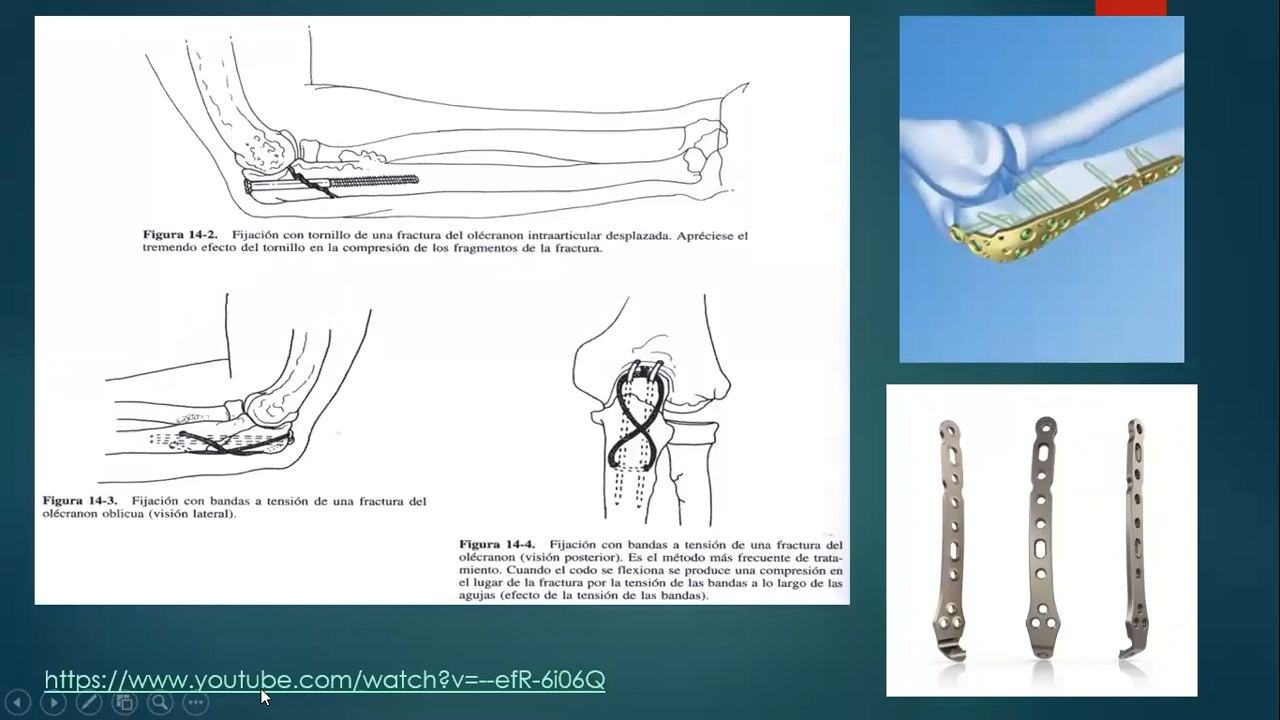 Figura 14-2. Fijación con tornillo de una fractura del olécranon intraarticular desplazada. Apréciese el
tremendo efecto del tornillo en la compresión de los fragmentos de la fractura.
Figura 14-3. Fijación con bandas a tensión de una fractura del
olécranon oblicua (visión lateral).
Figura 14-4. Fijación con bandas a tensión de una fractura del
olécranon (visión posterior). Es el método más frecuente de trata-
miento. Cuando el codo se flexiona se produce una compresión en
el lugar de la fractura por la tensión de las bandas a lo largo de las
agujas (efecto de la tensión de las bandas).
https://www.youtube.com/watch?v=--efR-6i06Q